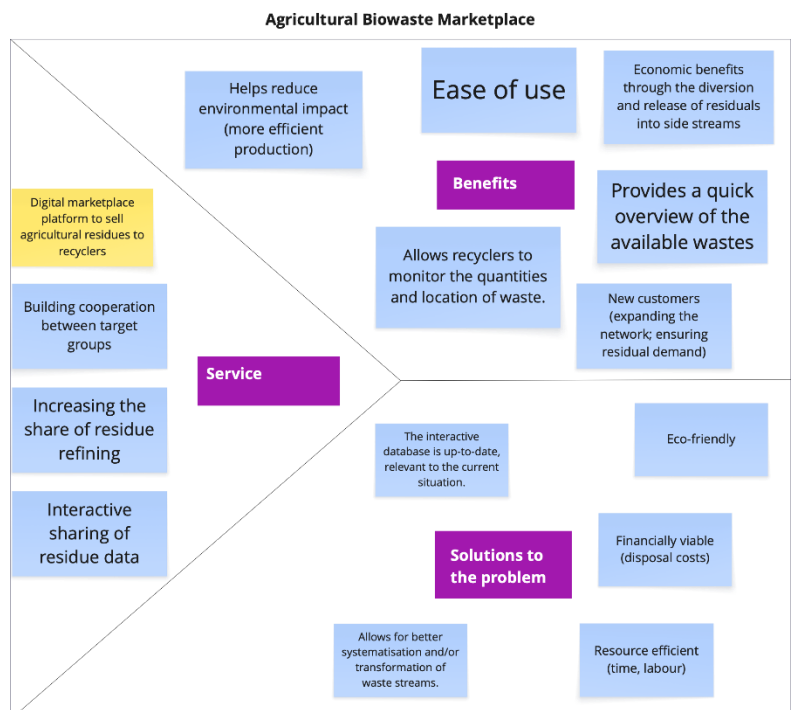 Agricultural Biowaste Marketplace
Helps reduce
environmental impact
(more efficient
production)
Ease of use
Economic benefits
through the diversion
and release of residuals
into side streams
Benefits
Provides a quick
overview of the
available wastes
Allows recyclers to
monitor the quantities
and location of waste.
New customers
(expanding the
network; ensuring
residual demand)
Digital marketplace
platform to sell
agricultural residues to
recyclers
Building cooperation
between target
groups
Service
Increasing the
share of residue
refining
Interactive
sharing of
residue data
The interactive
database is up-to-date,
relevant to the current
situation.
Eco-friendly
Solutions to
the problem
Financially viable
(disposal costs)
Allows for better
systematisation and/or
transformation of
waste streams.
Resource efficient
(time, labour)